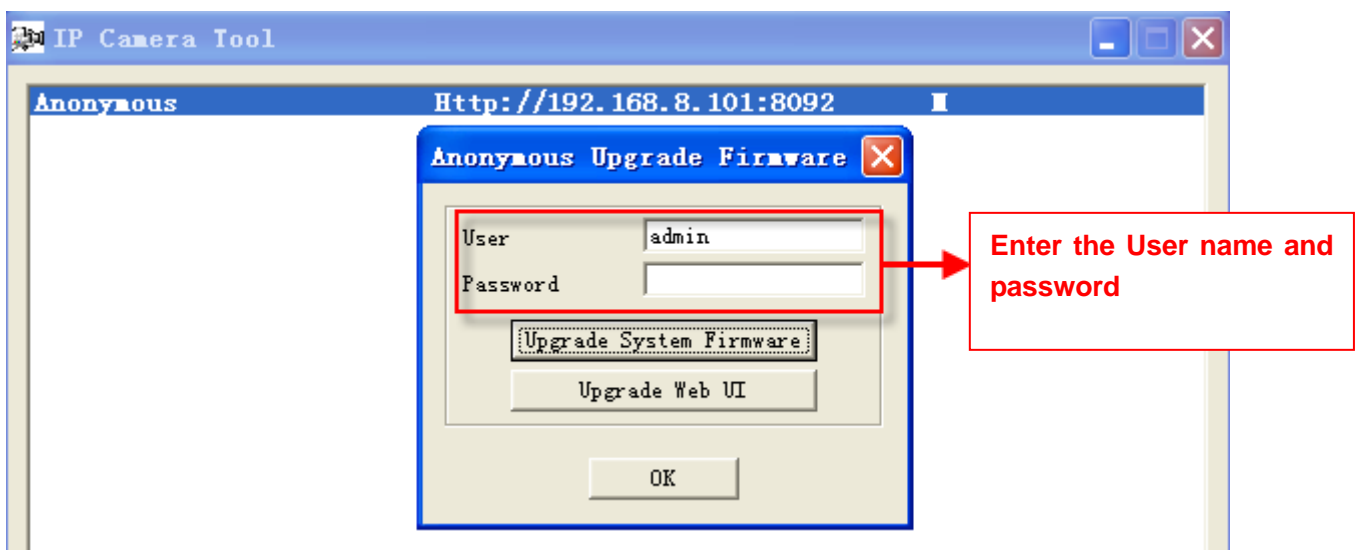 IP Camera Tool
Anonymous Http://192.168.8.101:8092
Anonymous Upgrade Firmware
User admin
Password
Enter the User name and
password
Upgrade System Firmware
Upgrade Web UI
OK